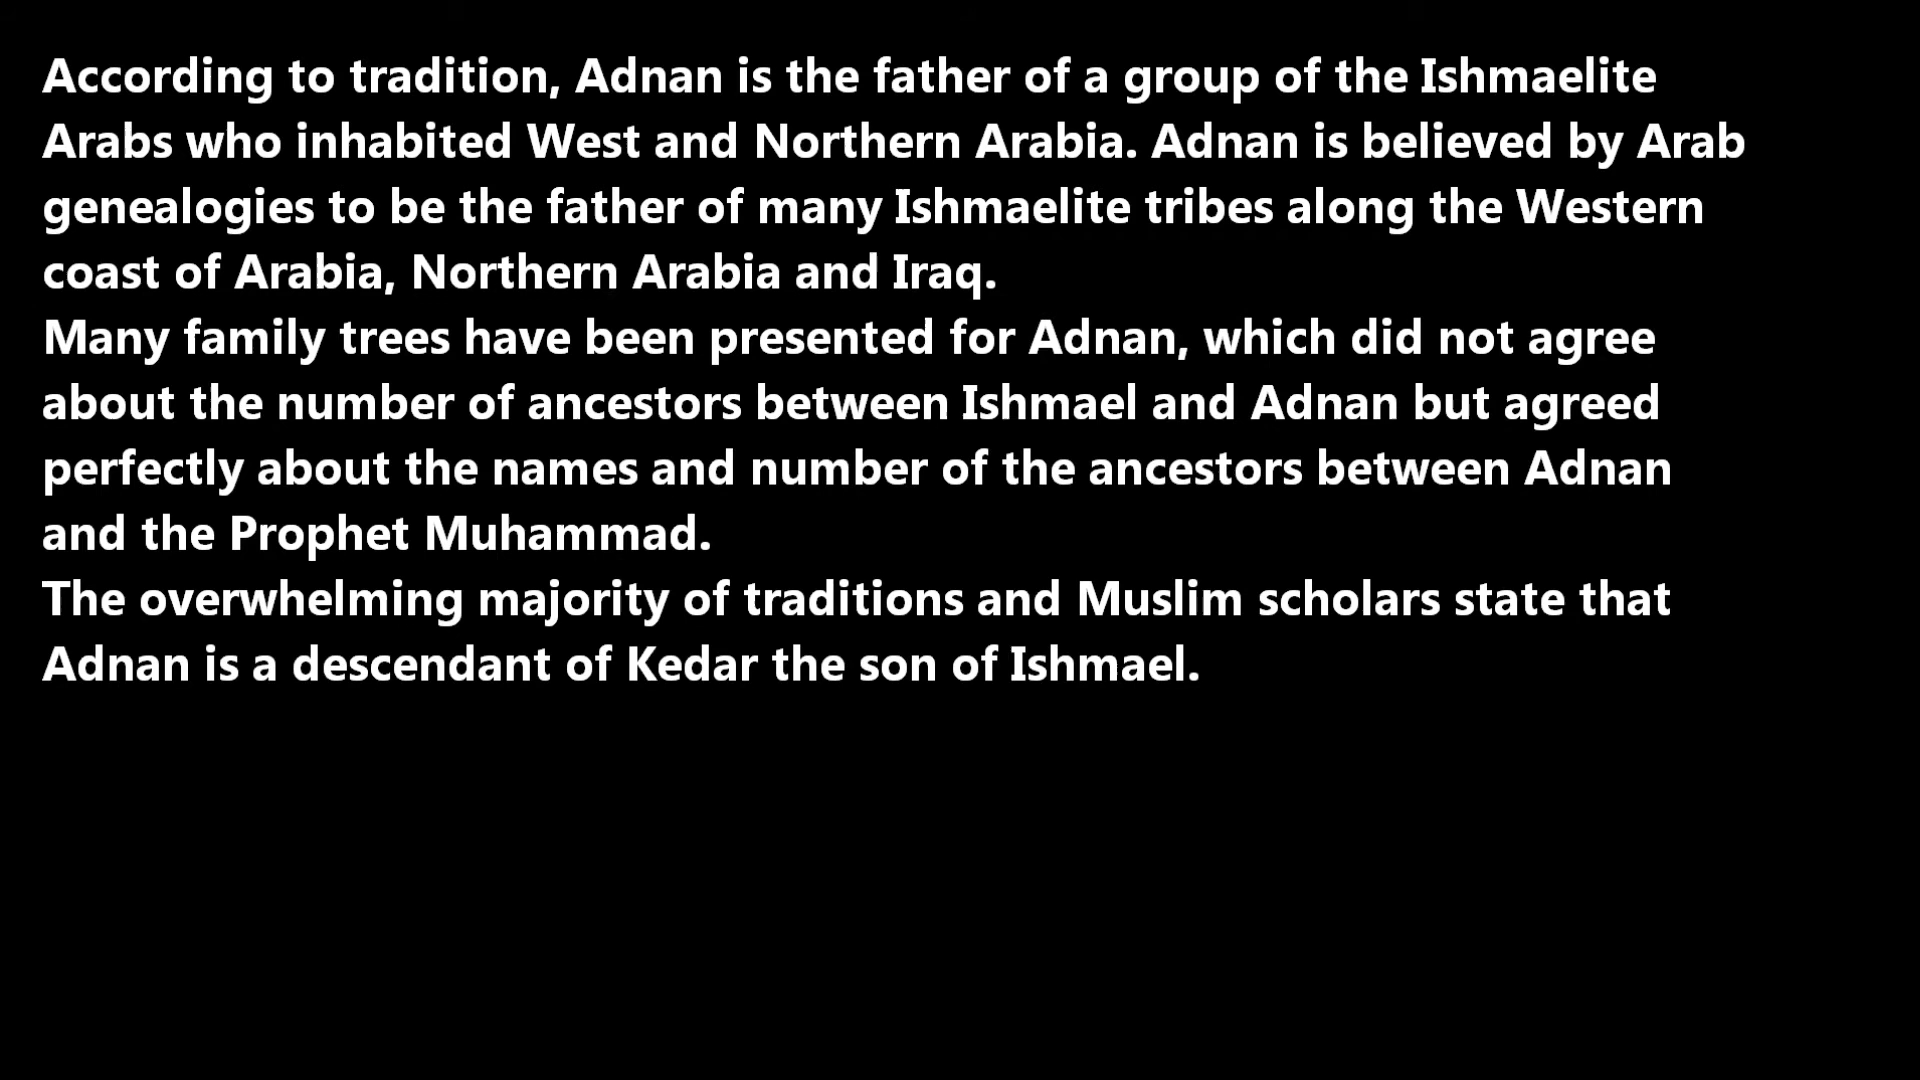 According to tradition, Adnan is the father of a group of the Ishmaelite
Arabs who inhabited West and Northern Arabia. Adnan is believed by Arab
genealogies to be the father of many Ishmaelite tribes along the Western
coast of Arabia, Northern Arabia and Iraq.
Many family trees have been presented for Adnan, which did not agree
about the number of ancestors between Ishmael and Adnan but agreed
perfectly about the names and number of the ancestors between Adnan
and the Prophet Muhammad.
The overwhelming majority of traditions and Muslim scholars state that
Adnan is a descendant of Kedar the son of Ishmael.